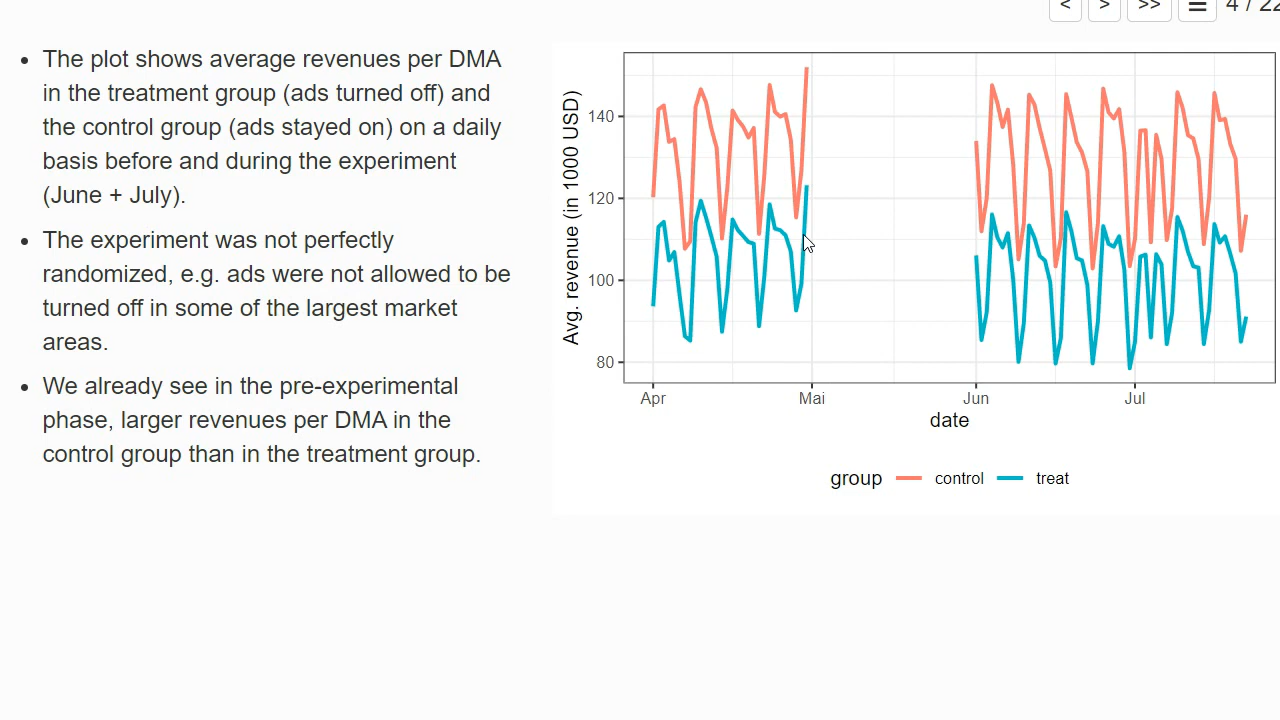 < > >> ☰ 4 / 22
• The plot shows average revenues per DMA
in the treatment group (ads turned off) and
the control group (ads stayed on) on a daily
basis before and during the experiment
(June + July).
• The experiment was not perfectly
randomized, e.g. ads were not allowed to be
turned off in some of the largest market
areas.
• We already see in the pre-experimental
phase, larger revenues per DMA in the
control group than in the treatment group.
Avg. revenue (in 1000 USD)
140
120
100
80
Apr Mai Jun Jul
date
group control treat